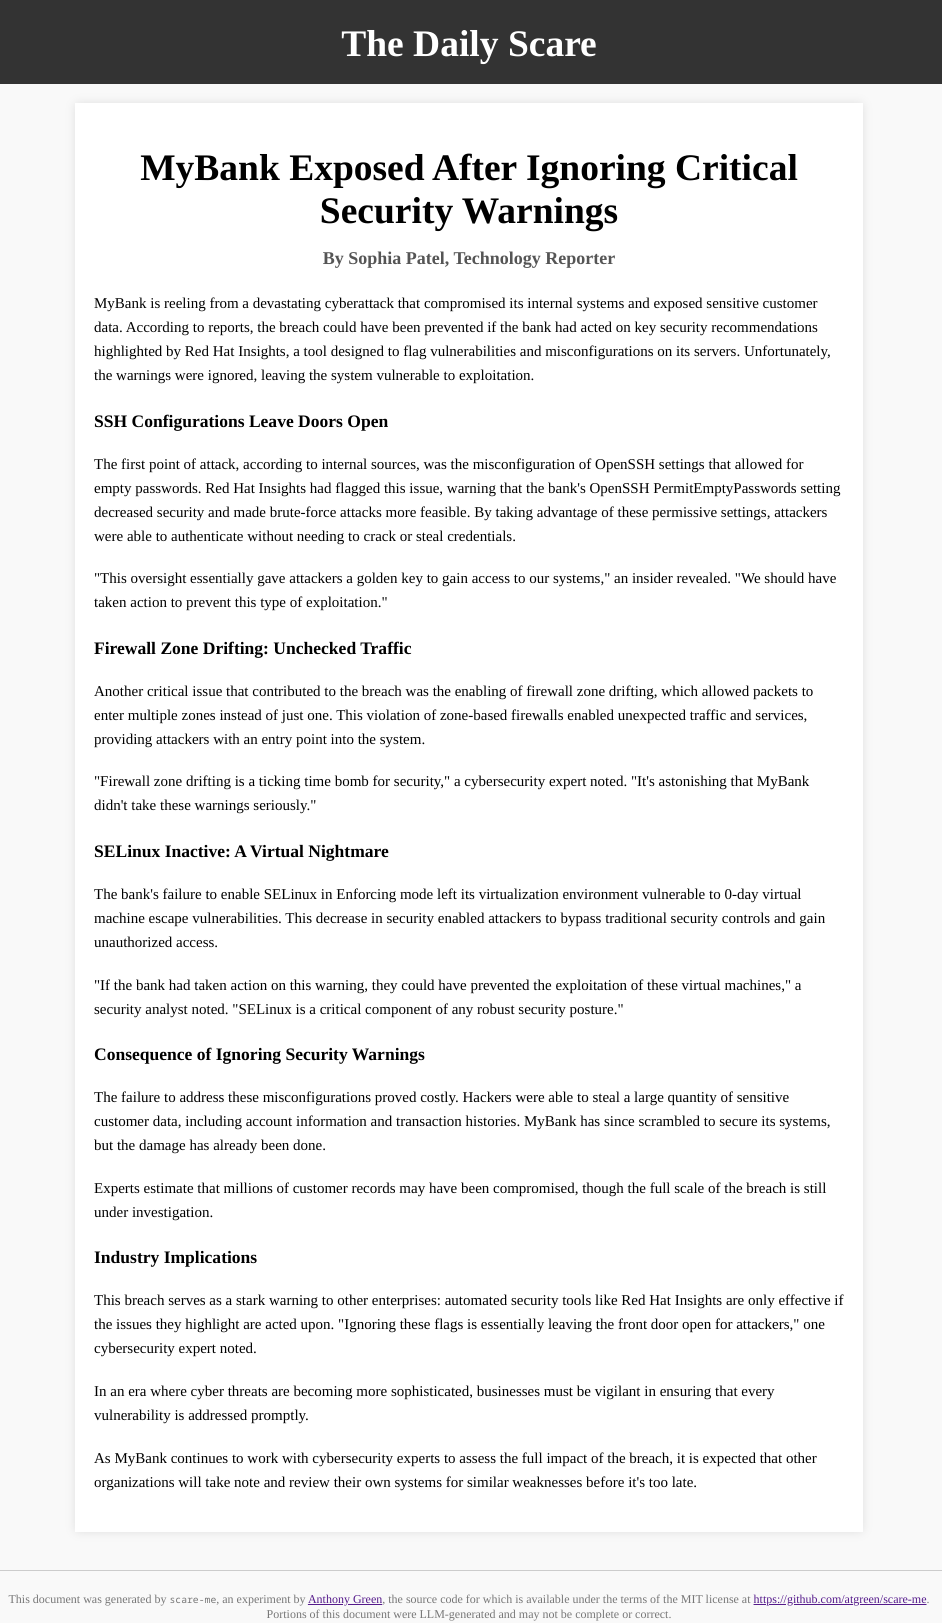 The Daily Scare
MyBank Exposed After Ignoring Critical
Security Warnings
By Sophia Patel, Technology Reporter
MyBank is reeling from a devastating cyberattack that compromised its internal systems and exposed sensitive customer
data. According to reports, the breach could have been prevented if the bank had acted on key security recommendations
highlighted by Red Hat Insights, a tool designed to flag vulnerabilities and misconfigurations on its servers. Unfortunately,
the warnings were ignored, leaving the system vulnerable to exploitation.
SSH Configurations Leave Doors Open
The first point of attack, according to internal sources, was the misconfiguration of OpenSSH settings that allowed for
empty passwords. Red Hat Insights had flagged this issue, warning that the bank's OpenSSH PermitEmptyPasswords setting
decreased security and made brute-force attacks more feasible. By taking advantage of these permissive settings, attackers
were able to authenticate without needing to crack or steal credentials.
"This oversight essentially gave attackers a golden key to gain access to our systems," an insider revealed. "We should have
taken action to prevent this type of exploitation."
Firewall Zone Drifting: Unchecked Traffic
Another critical issue that contributed to the breach was the enabling of firewall zone drifting, which allowed packets to
enter multiple zones instead of just one. This violation of zone-based firewalls enabled unexpected traffic and services,
providing attackers with an entry point into the system.
"Firewall zone drifting is a ticking time bomb for security," a cybersecurity expert noted. "It's astonishing that MyBank
didn't take these warnings seriously."
SELinux Inactive: A Virtual Nightmare
The bank's failure to enable SELinux in Enforcing mode left its virtualization environment vulnerable to 0-day virtual
machine escape vulnerabilities. This decrease in security enabled attackers to bypass traditional security controls and gain
unauthorized access.
"If the bank had taken action on this warning, they could have prevented the exploitation of these virtual machines," a
security analyst noted. "SELinux is a critical component of any robust security posture."
Consequence of Ignoring Security Warnings
The failure to address these misconfigurations proved costly. Hackers were able to steal a large quantity of sensitive
customer data, including account information and transaction histories. MyBank has since scrambled to secure its systems,
but the damage has already been done.
Experts estimate that millions of customer records may have been compromised, though the full scale of the breach is still
under investigation.
Industry Implications
This breach serves as a stark warning to other enterprises: automated security tools like Red Hat Insights are only effective if
the issues they highlight are acted upon. "Ignoring these flags is essentially leaving the front door open for attackers," one
cybersecurity expert noted.
In an era where cyber threats are becoming more sophisticated, businesses must be vigilant in ensuring that every
vulnerability is addressed promptly.
As MyBank continues to work with cybersecurity experts to assess the full impact of the breach, it is expected that other
organizations will take note and review their own systems for similar weaknesses before it's too late.
This document was generated by scare-me, an experiment by Anthony Green, the source code for which is available under the terms of the MIT license at https://github.com/atgreen/scare-me.
Portions of this document were LLM-generated and may not be complete or correct.